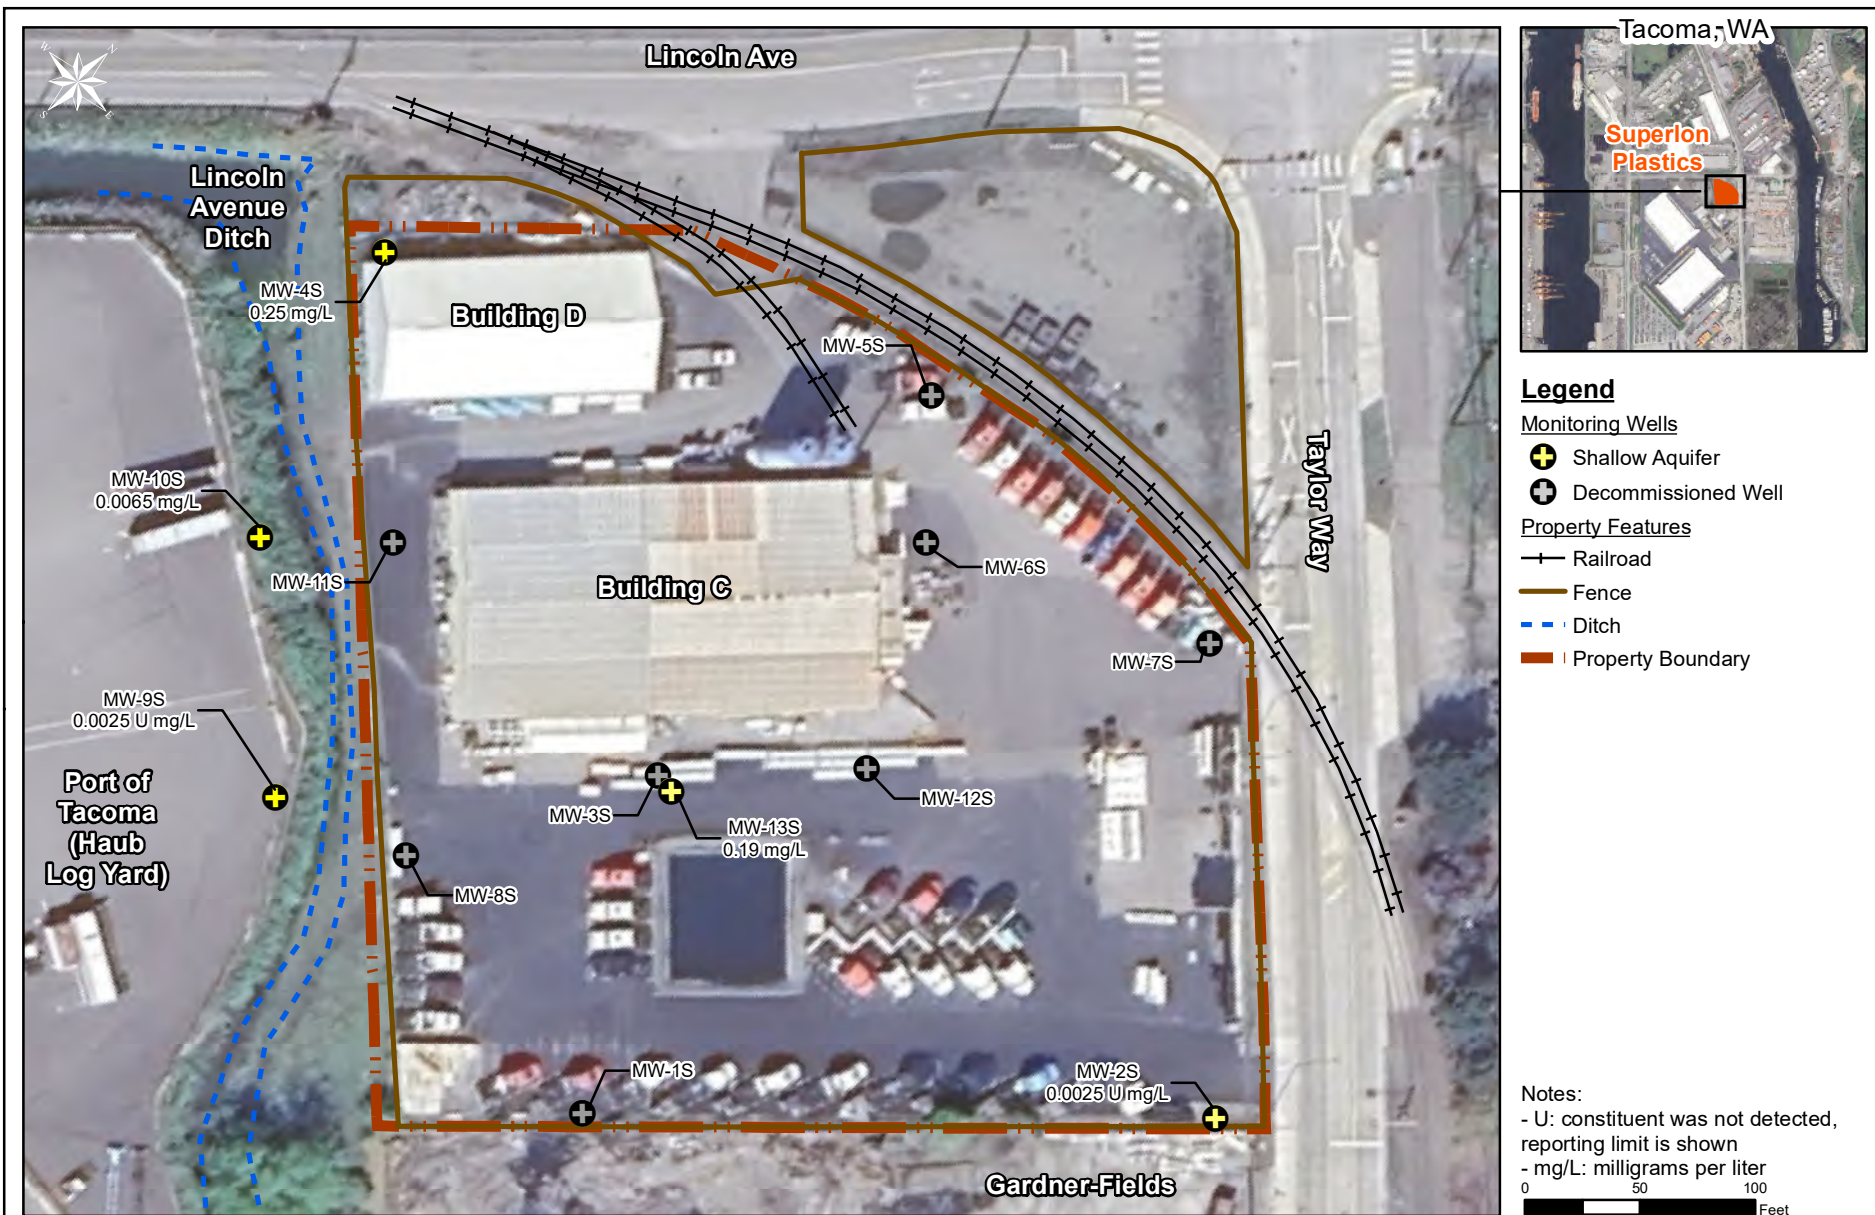 Lincoln Ave
W
N
S
E
Lincoln
Avenue
Ditch
MW-4S
0.25 mg/L
Building D
MW-5S
MW-10S
0.0065 mg/L
MW-11S
Building C
MW-6S
Taylor Way
MW-7S
MW-9S
0.0025 U mg/L
Port of
Tacoma
(Haub
Log Yard)
MW-3S
MW-13S
0.19 mg/L
MW-12S
MW-8S
MW-1S
MW-2S
0.0025 U mg/L
Gardner-Fields
Tacoma, WA
Superlon
Plastics
Legend
Monitoring Wells
Shallow Aquifer
Decommissioned Well
Property Features
Railroad
Fence
Ditch
Property Boundary
Notes:
- U: constituent was not detected,
reporting limit is shown
- mg/L: milligrams per liter
0 50 100
Feet